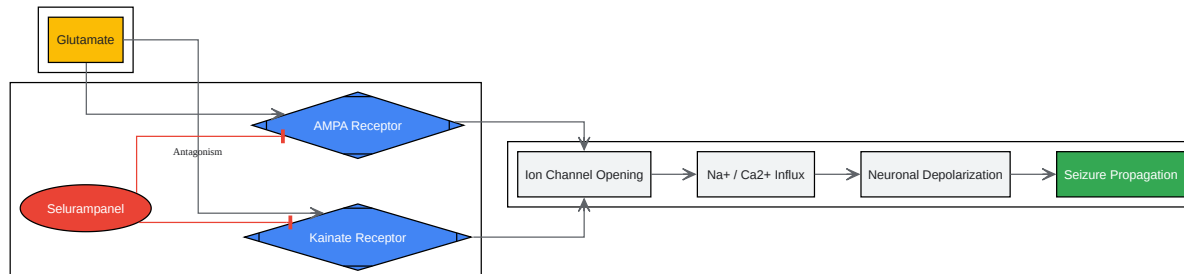 Glutamate
AMPA Receptor
Antagonism
Ion Channel Opening
Na+ / Ca2+ Influx
Neuronal Depolarization
Seizure Propagation
Selurampanel
Kainate Receptor